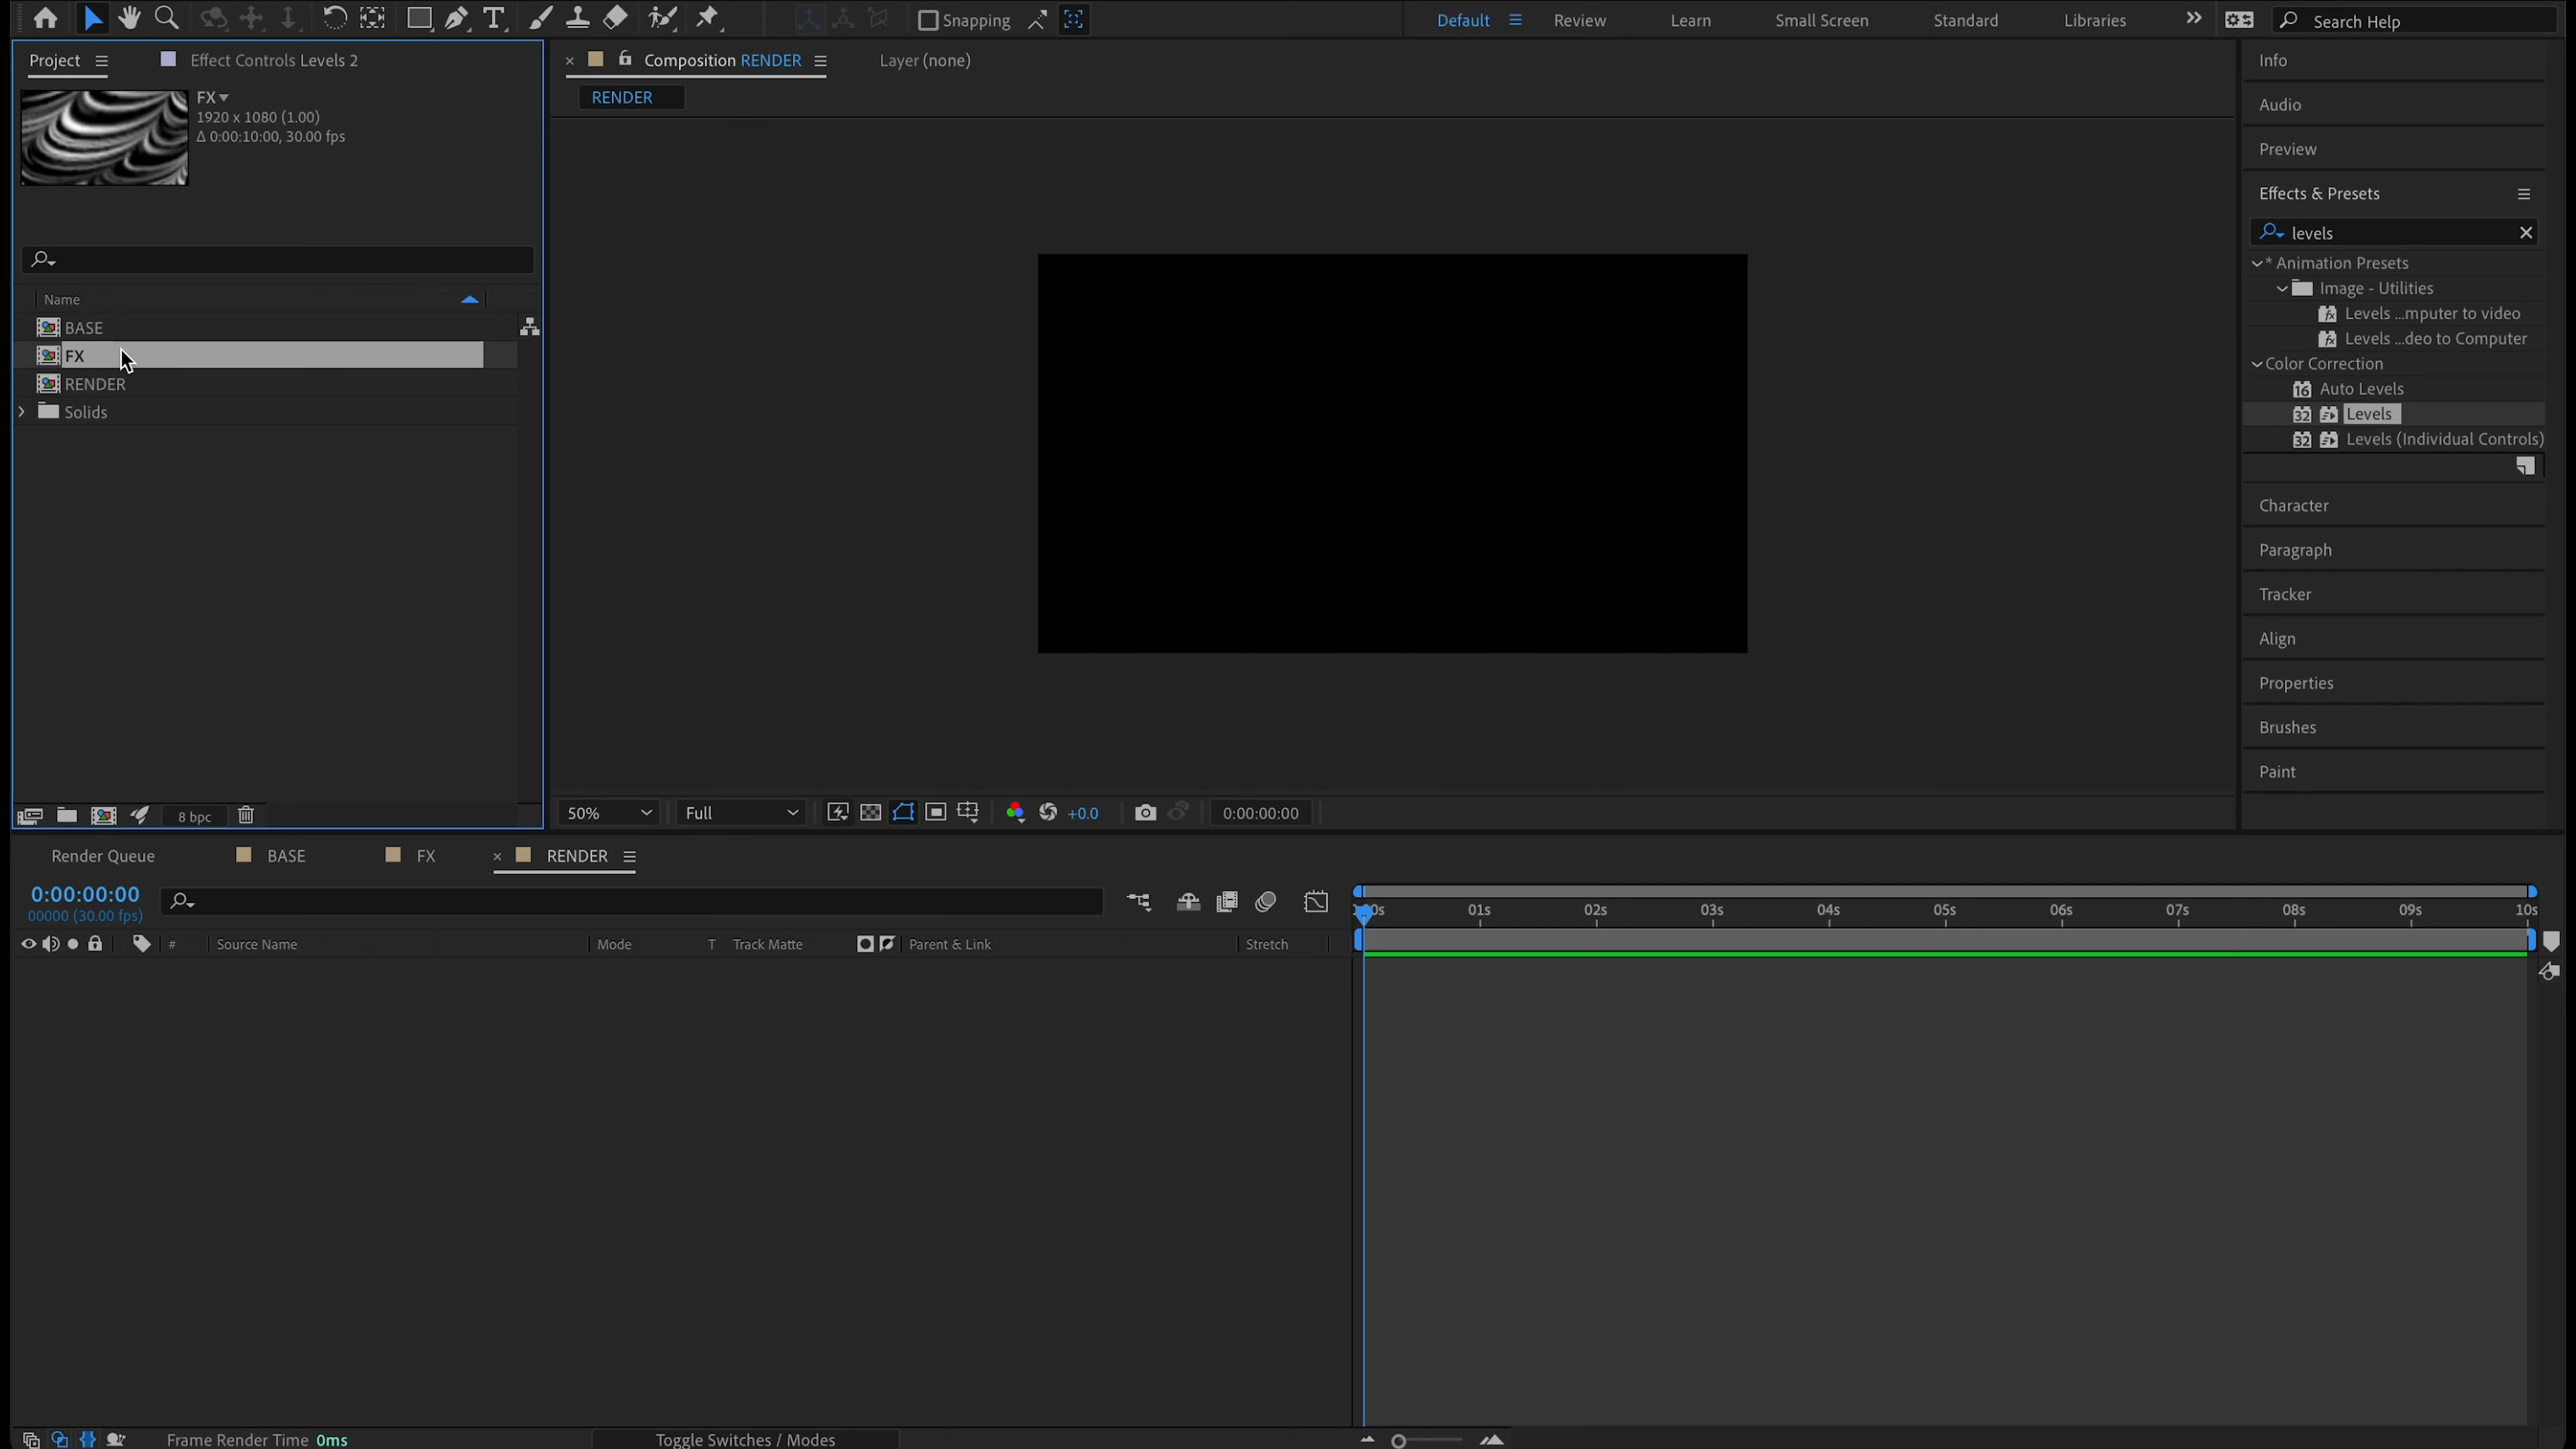 Snapping
Default
Review
Learn
Small Screen
Standard
Libraries
Search Help
Project
Effect Controls Levels 2
Composition RENDER
Layer (none)
RENDER
FX
1920 x 1080 (1.00)
Δ 0:00:10:00, 30.00 fps
Name
BASE
FX
RENDER
Solids
8 bpc
50%
Full
+0.0
0:00:00:00
Info
Audio
Preview
Effects & Presets
levels
* Animation Presets
Image - Utilities
Levels ...mputer to video
Levels ...deo to Computer
Color Correction
16 Auto Levels
32 Levels
32 Levels (Individual Controls)
Character
Paragraph
Tracker
Align
Properties
Brushes
Paint
Render Queue
BASE
FX
RENDER
0:00:00:00
00000 (30.00 fps)
# Source Name
Mode
T Track Matte
Parent & Link
Stretch
01s 02s 03s 04s 05s 06s 07s 08s 09s 10s
Frame Render Time 0ms
Toggle Switches / Modes